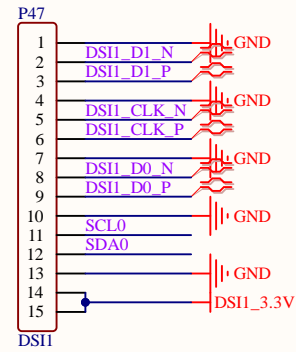 P47
1 GND
DSI1_D1_N
2
DSI1_D1_P
3
4 GND
DSI1_CLK_N
5
DSI1_CLK_P
6
7 GND
DSI1_D0_N
8
DSI1_D0_P
9
10 GND
SCL0
11
SDA0
12
13 GND
14
DSI1_3.3V
15
DSI1